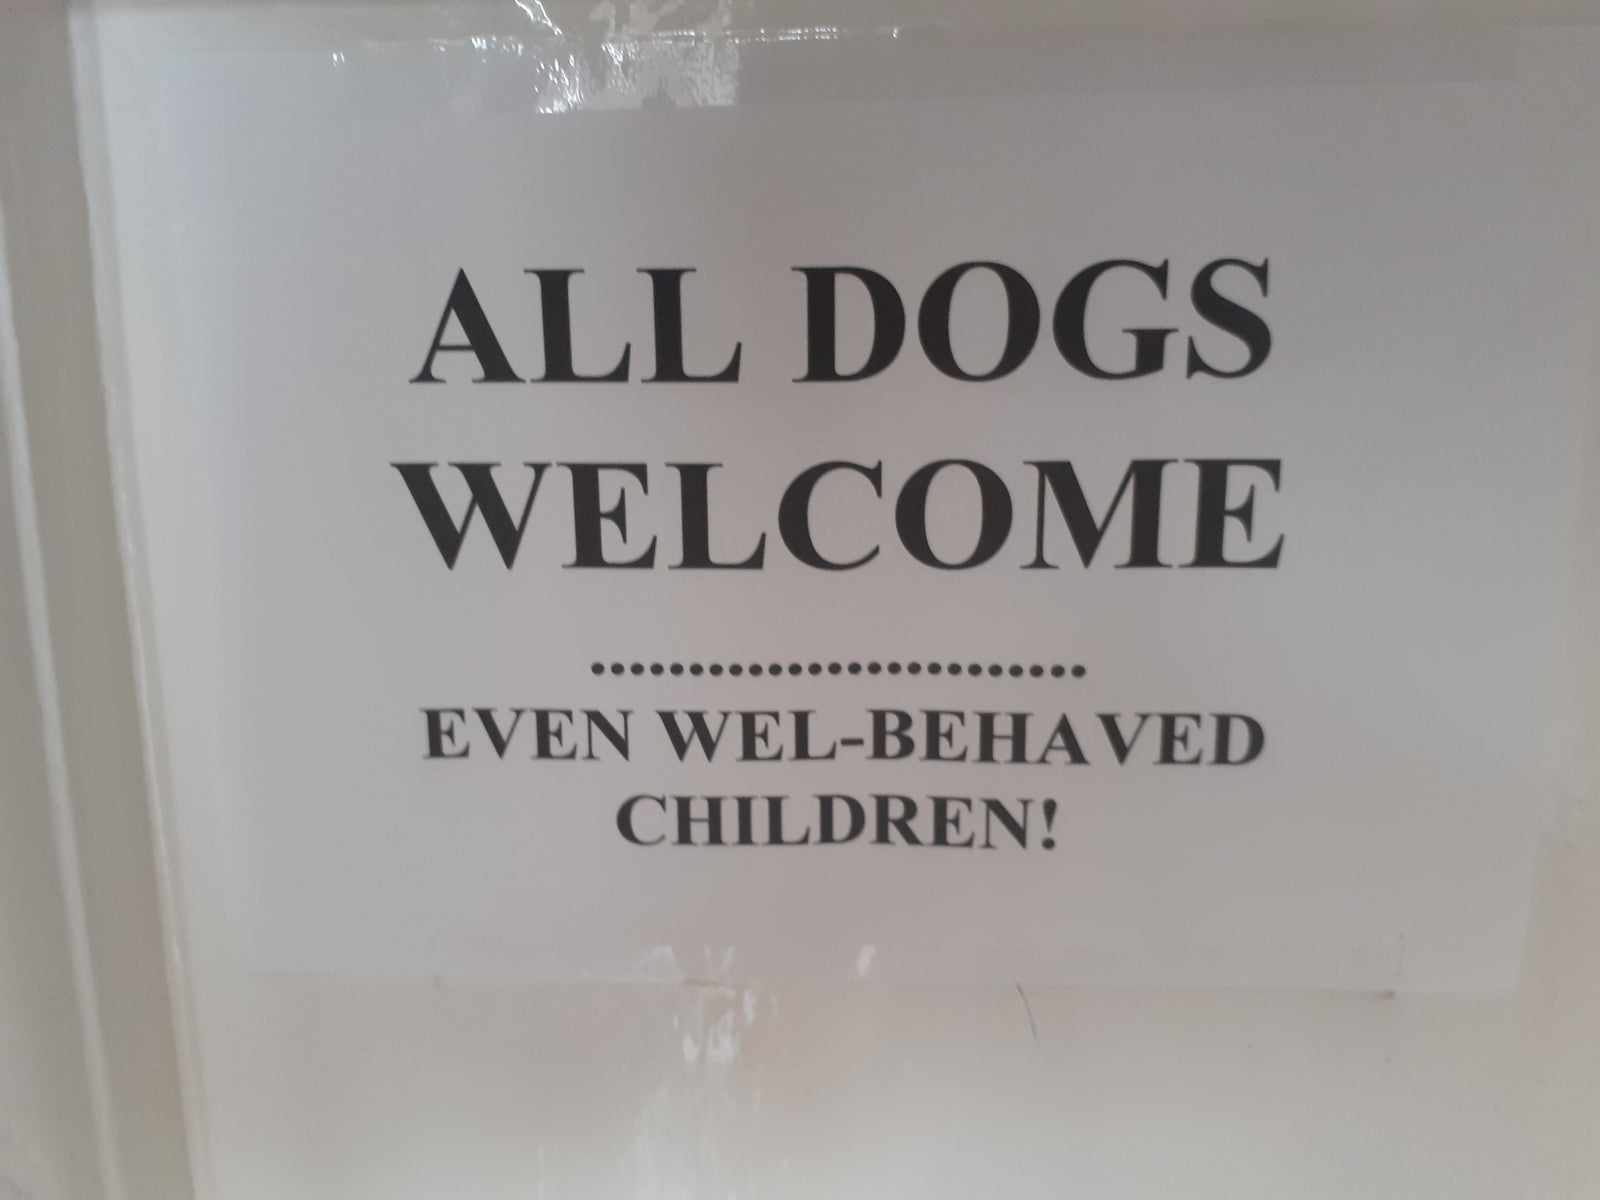 ALL DOGS
WELCOME
.........................
EVEN WEL-BEHAVED
CHILDREN!